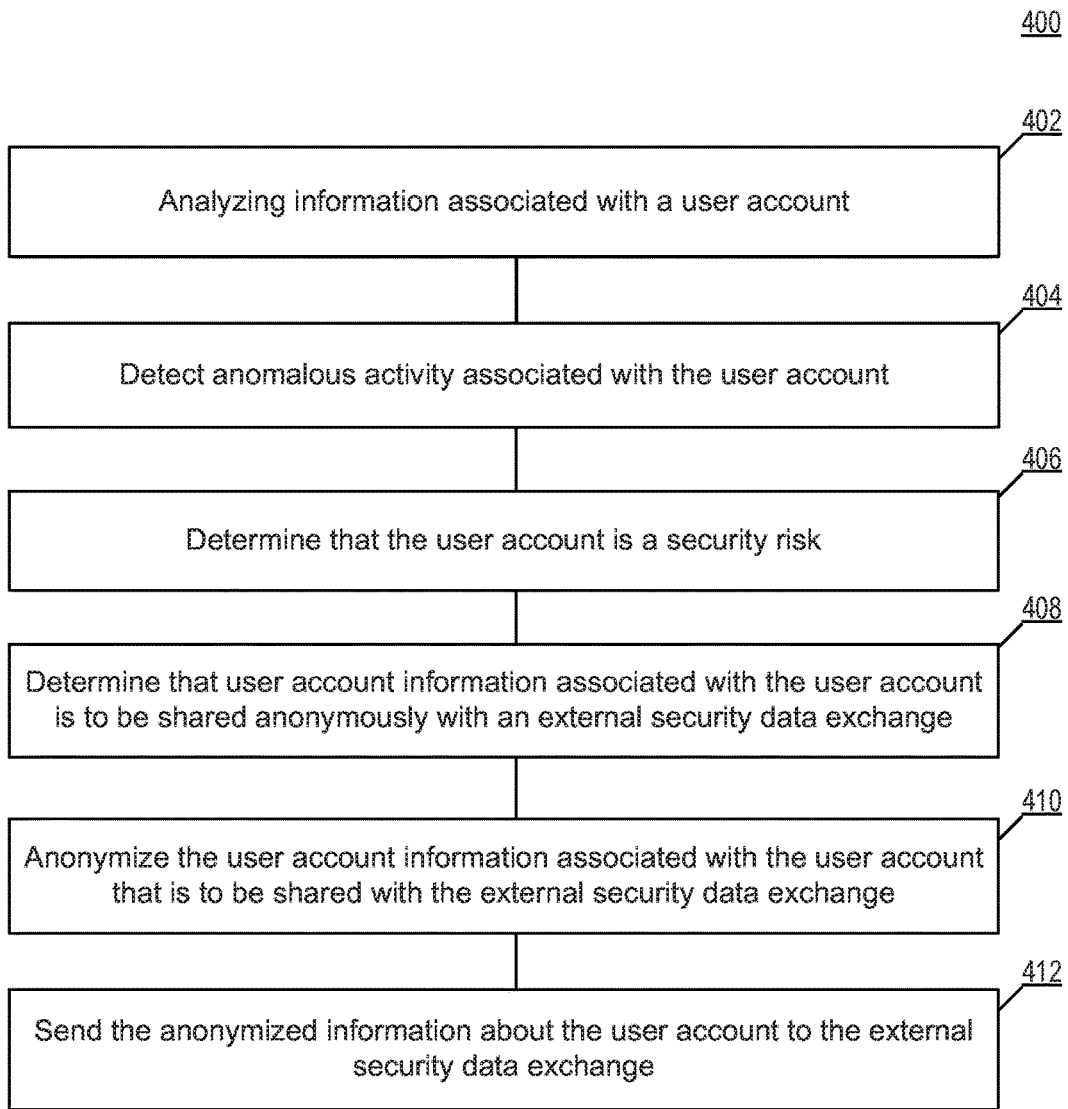 400
402
Analyzing information associated with a user account
404
Detect anomalous activity associated with the user account
406
Determine that the user account is a security risk
408
Determine that user account information associated with the user account
is to be shared anonymously with an external security data exchange
410
Anonymize the user account information associated with the user account
that is to be shared with the external security data exchange
412
Send the anonymized information about the user account to the external
security data exchange